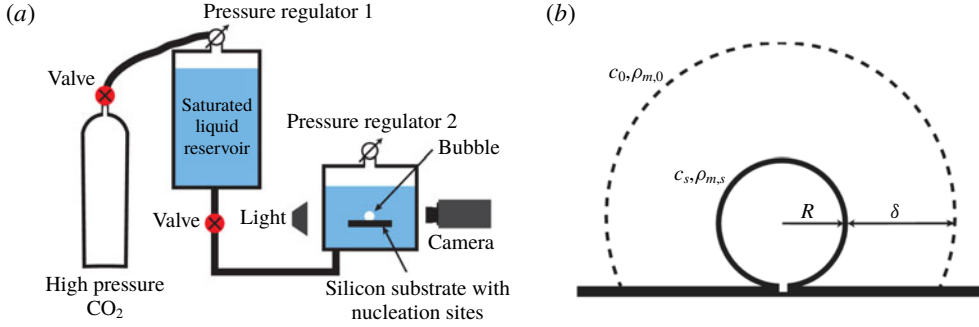 (a)
Pressure regulator 1
Valve
Saturated
liquid
reservoir
Pressure regulator 2
Bubble
Valve
Light
Camera
High pressure
CO₂
Silicon substrate with
nucleation sites
(b)
c₀,ρₘ,₀
cₛ,ρₘ,ₛ
R
δ